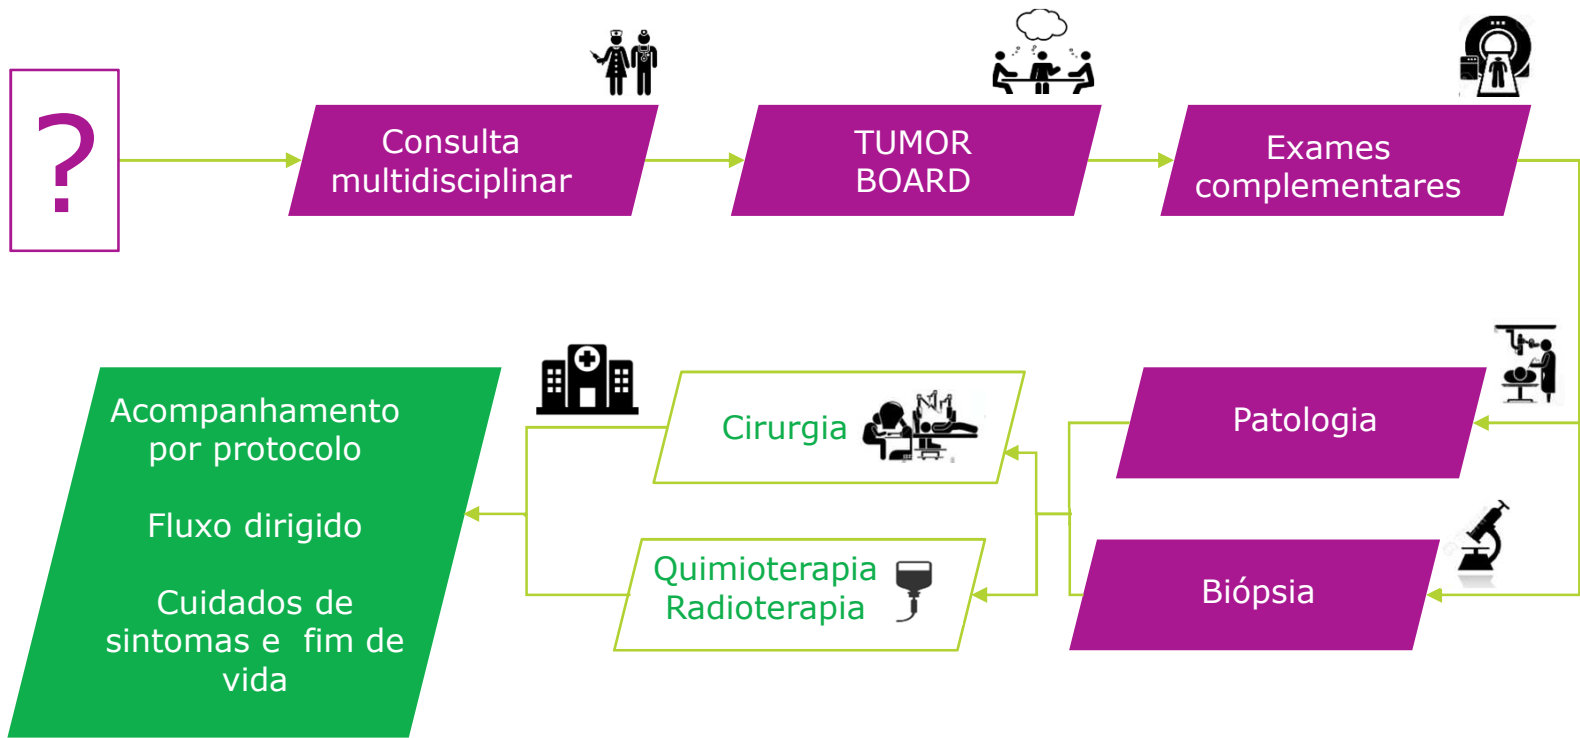 ?
Consulta
multidisciplinar
TUMOR
BOARD
Exames
complementares
Patologia
Biópsia
Cirurgia
Quimioterapia
Radioterapia
Acompanhamento
por protocolo
Fluxo dirigido
Cuidados de
sintomas e fim de
vida